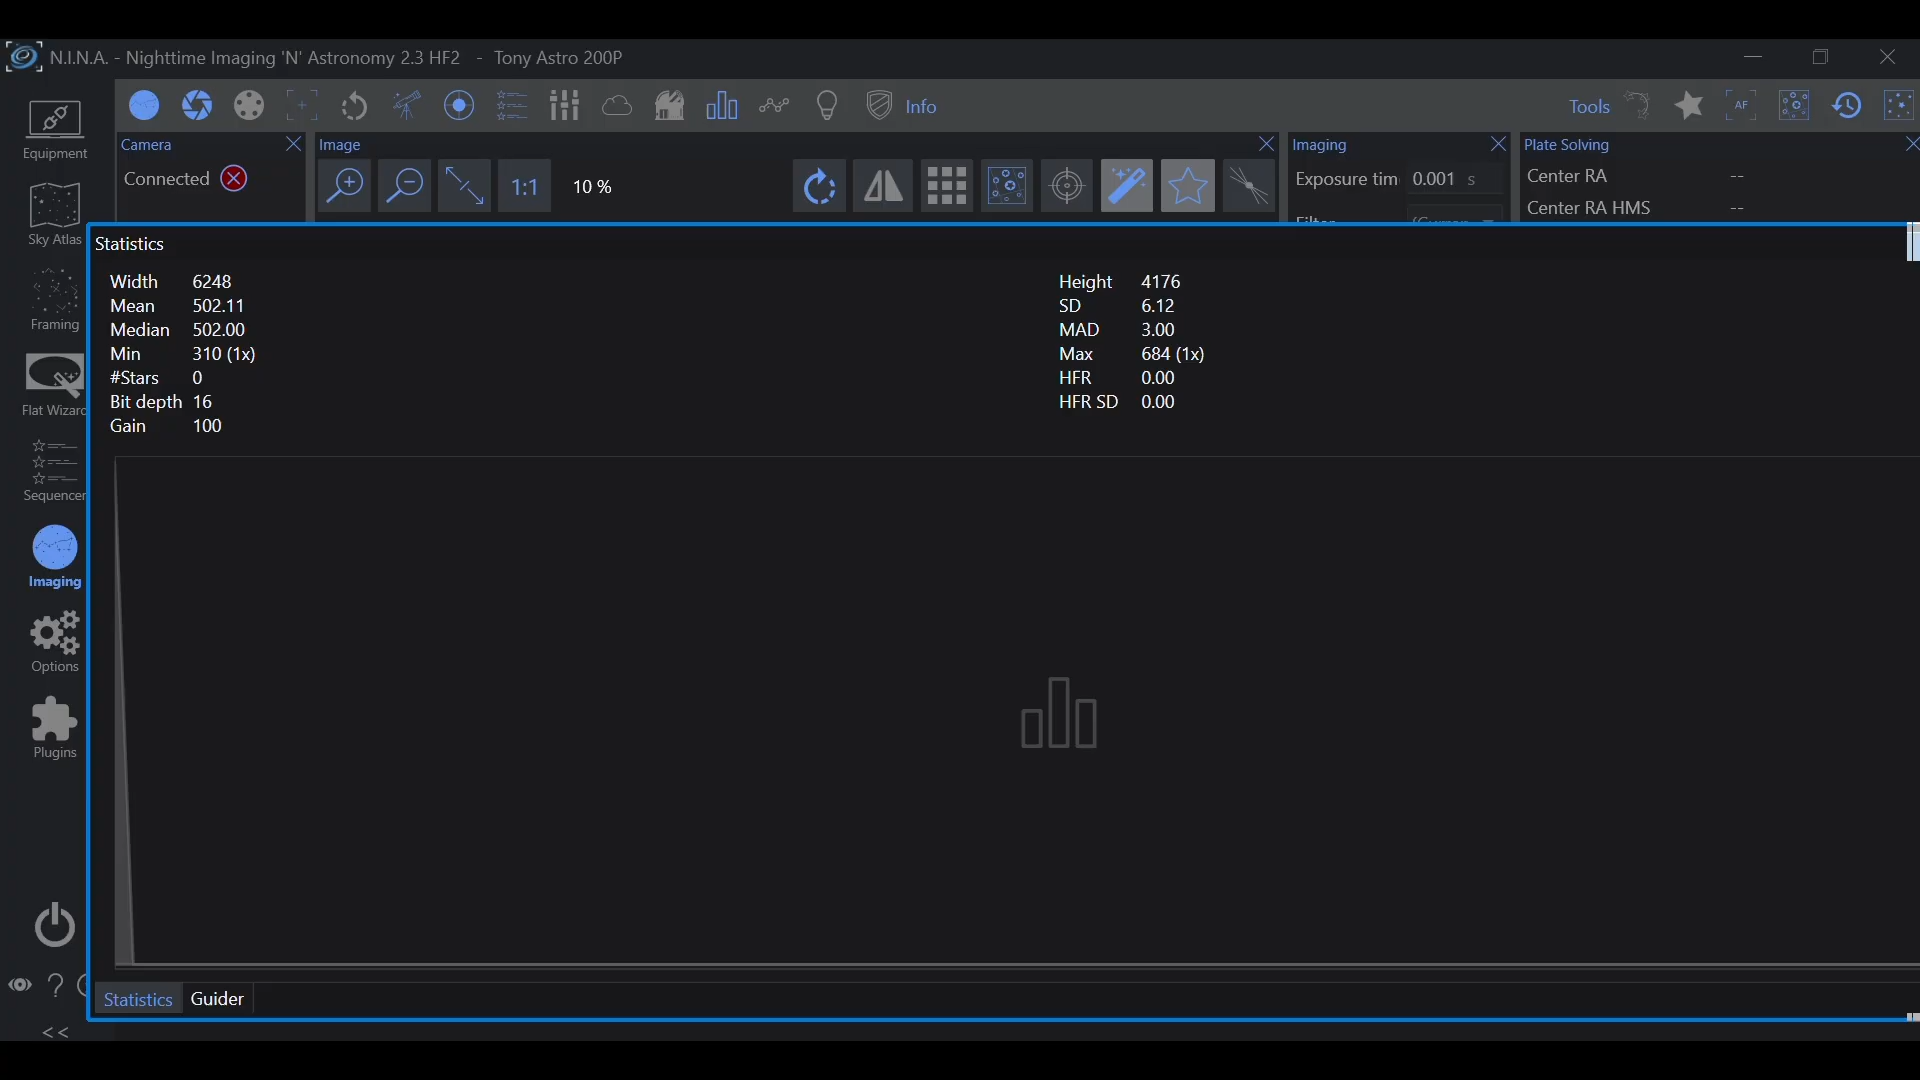 N.I.N.A. - Nighttime Imaging 'N' Astronomy 2.3 HF2 - Tony Astro 200P
Info
Tools
AF
Equipment
Camera
Image
Imaging
Plate Solving
Connected
1:1
10 %
Exposure tim
0.001 s
Center RA --
Center RA HMS --
Sky Atlas
Framing
Flat Wizard
Sequencer
Imaging
Options
Plugins
<<
Statistics
Width 6248
Mean 502.11
Median 502.00
Min 310 (1x)
#Stars 0
Bit depth 16
Gain 100
Height 4176
SD 6.12
MAD 3.00
Max 684 (1x)
HFR 0.00
HFR SD 0.00
Statistics
Guider